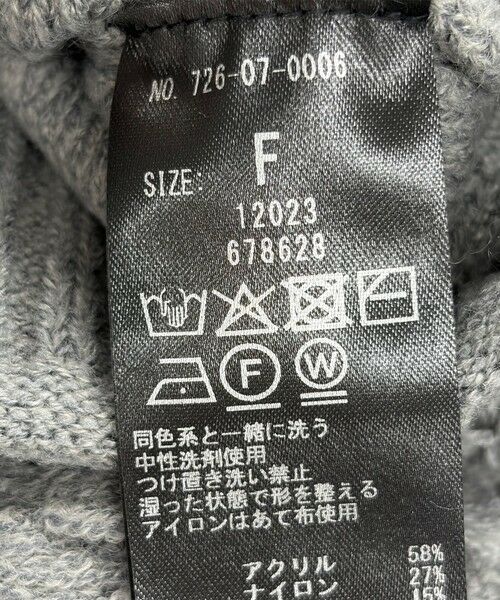 NO. 726-07-0006
F
SIZE:
12023
678628
F W
同色系と一緒に洗う
中性洗剤使用
つけ置き洗い禁止
湿った状態で形を整える
アイロンはあて布使用
アクリル 58%
ナイロン 27%
15%